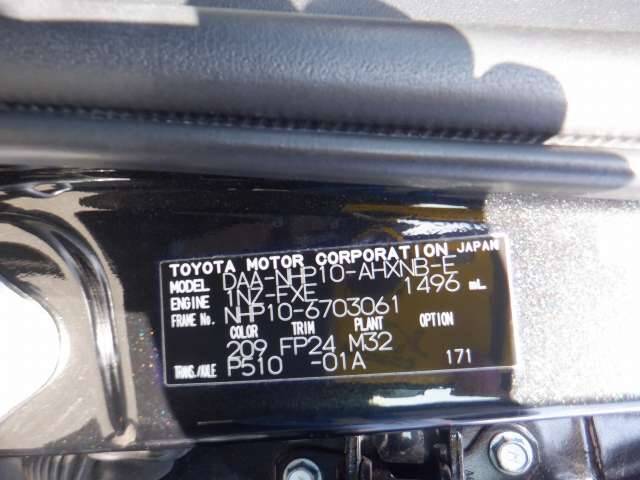 TOYOTA MOTOR CORPORATION JAPAN
MODEL DAA-NHP10-AHXNB-E
ENGINE 1NZ-FXE 1496 mL
FRAME No. NHP10-6703061
COLOR TRIM PLANT OPTION
209 FP24 M32
TRANS./AXLE P510 -01A 171